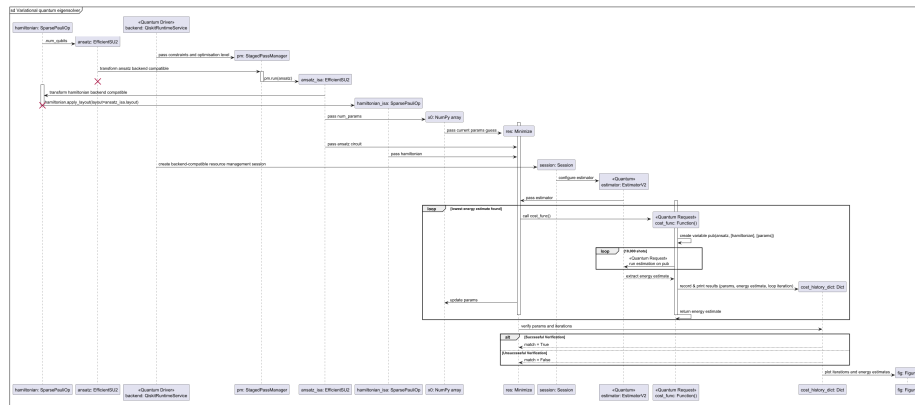 sd Variational quantum eigensolver
hamiltonian: SparsePauliOp
«Quantum Driver»
backend: QiskitRuntimeService
num_qubits
ansatz: EfficientSU2
pass constraints and optimisation level
pm: StagedPassManager
transform ansatz backend compatible
pm.run(ansatz)
ansatz_isa: EfficientSU2
transform hamiltonian backend compatible
hamiltonian.apply_layout(layout=ansatz_isa.layout)
hamiltonian_isa: SparsePauliOp
pass num_params
x0: NumPy array
pass current params guess
res: Minimize
pass ansatz circuit
pass hamiltonian
create backend-compatible resource management session
session: Session
configure estimator
«Quantum»
estimator: EstimatorV2
pass estimator
loop
[lowest energy estimate found]
call cost_func()
«Quantum Request»
cost_func: Function()
create variable pub(ansatz, [hamiltonian], [params])
loop
[10,000 shots]
«Quantum Request»
run estimation on pub
extract energy estimate
record & print results (params, energy estimate, loop iteration)
cost_history_dict: Dict
update params
return energy estimate
verify params and iterations
alt
[Successful Verification]
match = True
[Unsuccessful Verification]
match = False
plot iterations and energy estimates
fig: Figur
hamiltonian: SparsePauliOp
ansatz: EfficientSU2
«Quantum Driver»
backend: QiskitRuntimeService
pm: StagedPassManager
ansatz_isa: EfficientSU2
hamiltonian_isa: SparsePauliOp
x0: NumPy array
res: Minimize
session: Session
«Quantum»
estimator: EstimatorV2
«Quantum Request»
cost_func: Function()
cost_history_dict: Dict
fig: Figur